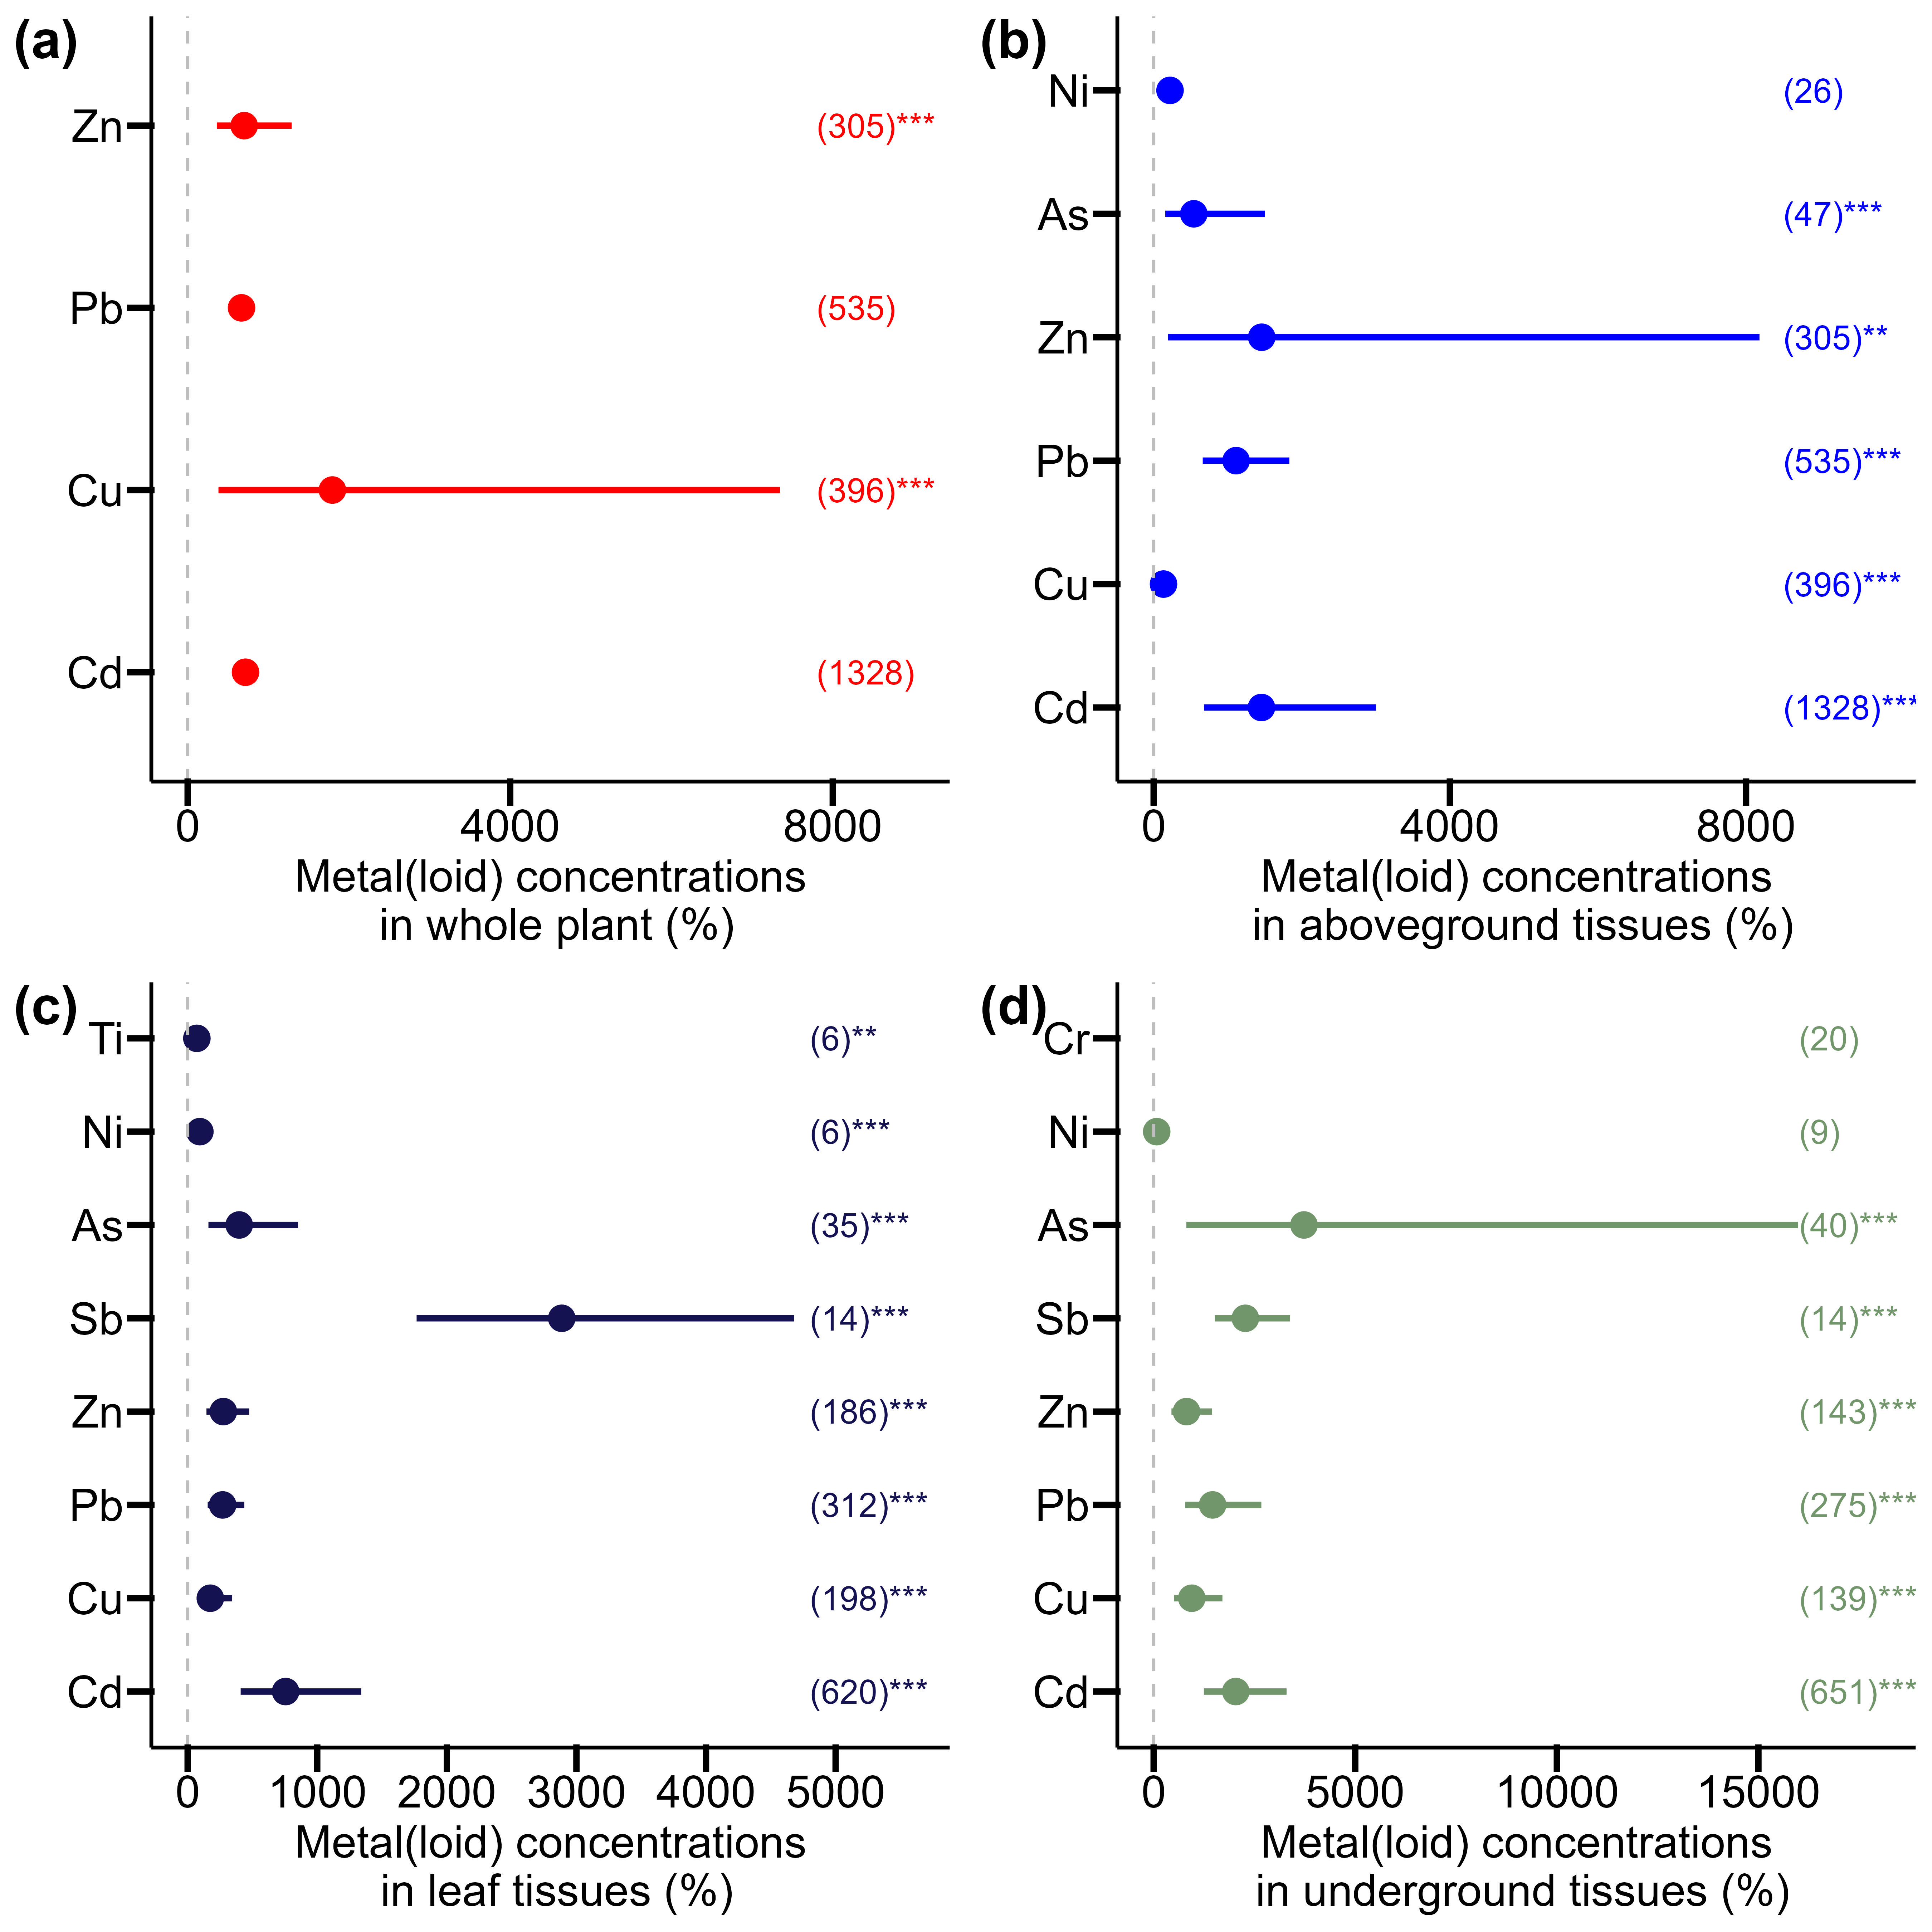 (a)
Zn (305)***
Pb (535)
Cu (396)***
Cd (1328)
0 4000 8000
Metal(loid) concentrations
in whole plant (%)
(b)
Ni (26)
As (47)***
Zn (305)**
Pb (535)***
Cu (396)***
Cd (1328)***
0 4000 8000
Metal(loid) concentrations
in aboveground tissues (%)
(c)
Ti (6)**
Ni (6)***
As (35)***
Sb (14)***
Zn (186)***
Pb (312)***
Cu (198)***
Cd (620)***
0 1000 2000 3000 4000 5000
Metal(loid) concentrations
in leaf tissues (%)
(d)
Cr (20)
Ni (9)
As (40)***
Sb (14)***
Zn (143)***
Pb (275)***
Cu (139)***
Cd (651)***
0 5000 10000 15000
Metal(loid) concentrations
in underground tissues (%)